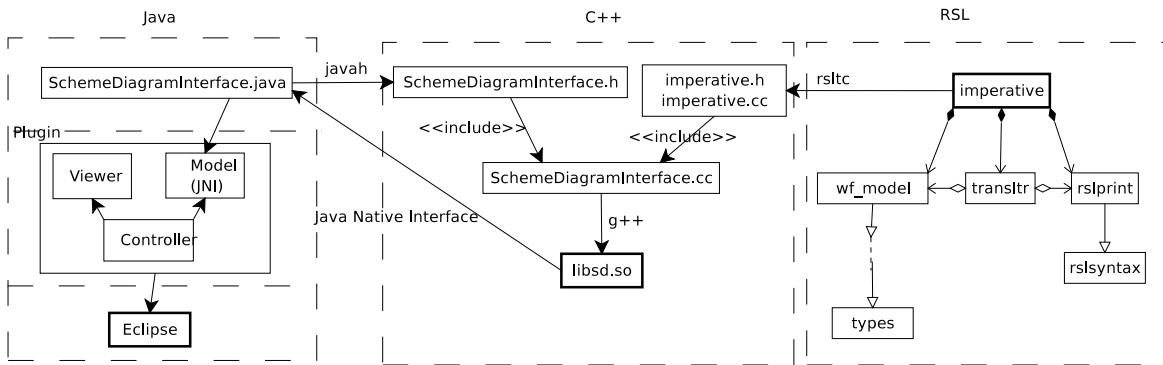 Java
C++
RSL
SchemeDiagramInterface.java
javah
SchemeDiagramInterface.h
imperative.h
imperative.cc
rsltc
imperative
Plugin
<<include>>
<<include>>
Viewer
Model
(JNI)
SchemeDiagramInterface.cc
wf_model
transltr
rslprint
Controller
Java Native Interface
g++
libsd.so
rslsyntax
Eclipse
types